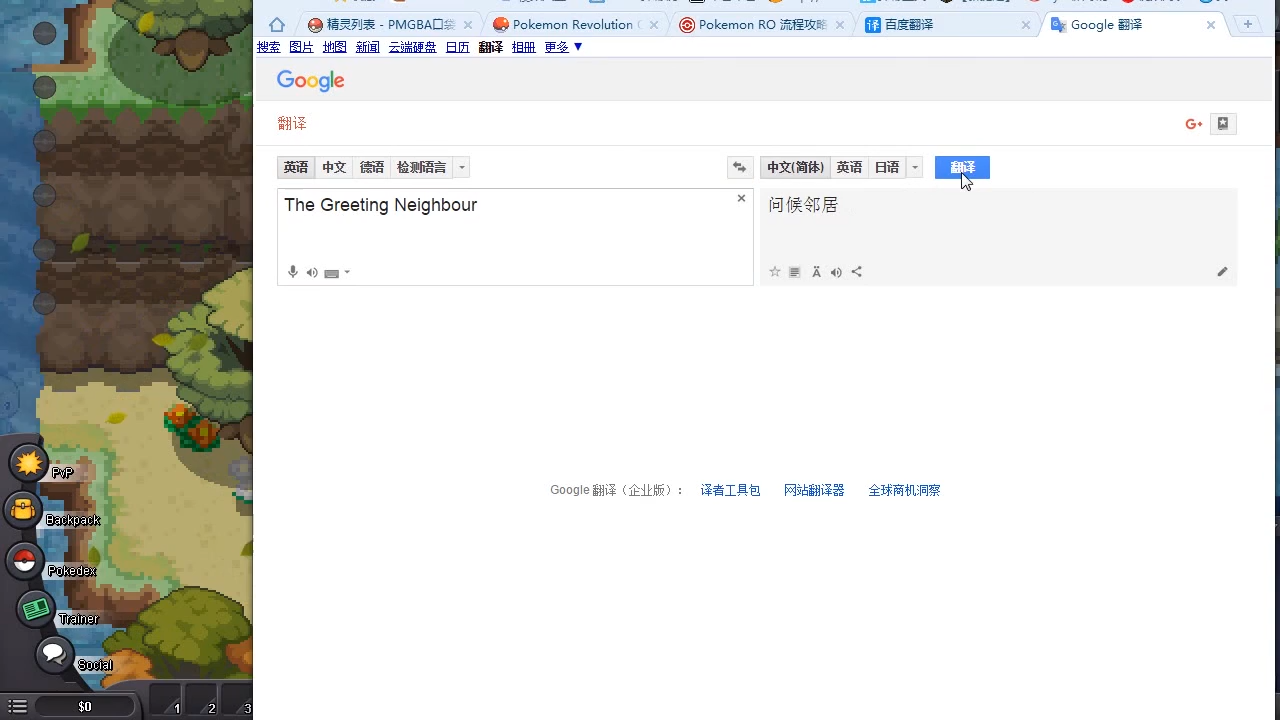 精灵列表 - PMGBA口袋
Pokemon Revolution
Pokemon RO 流程攻略
百度翻译
Google 翻译
搜索 图片 地图 新闻 云端硬盘 日历 翻译 相册 更多 ▼
Google
翻译
G+
英语 中文 德语 检测语言
中文(简体) 英语 日语 翻译
The Greeting Neighbour
问候邻居
Ä
Google 翻译（企业版）： 译者工具包 网站翻译器 全球商机洞察
PvP
Backpack
Pokedex
Trainer
Social
$0
1 2 3